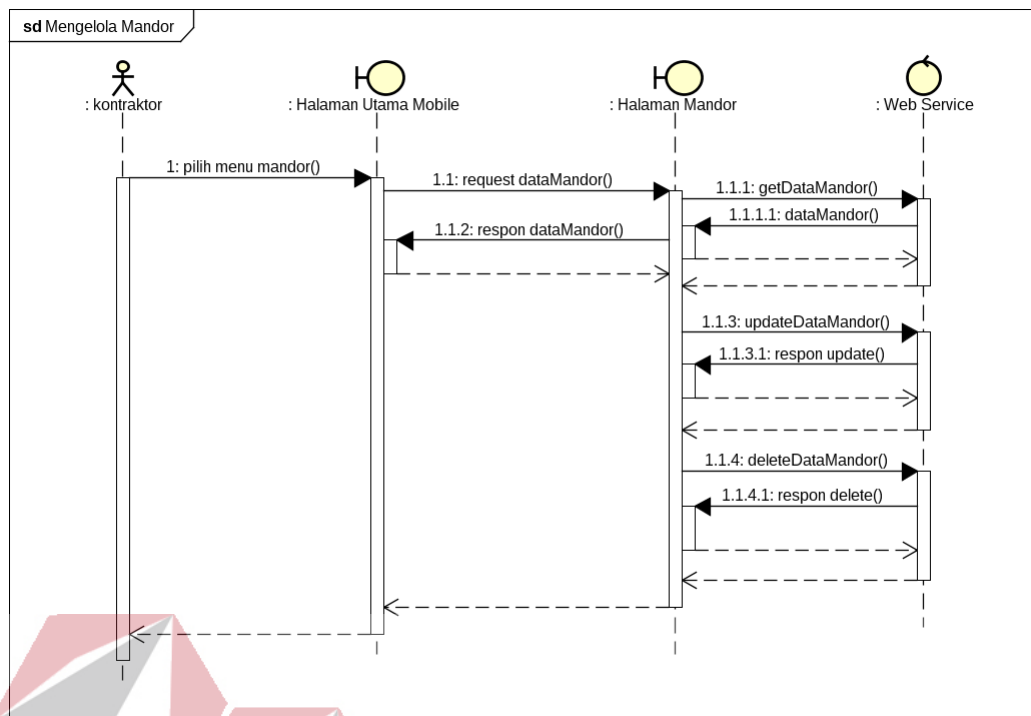 sd Mengelola Mandor
: kontraktor
: Halaman Utama Mobile
: Halaman Mandor
: Web Service
1: pilih menu mandor()
1.1: request dataMandor()
1.1.1: getDataMandor()
1.1.1.1: dataMandor()
1.1.2: respon dataMandor()
1.1.3: updateDataMandor()
1.1.3.1: respon update()
1.1.4: deleteDataMandor()
1.1.4.1: respon delete()